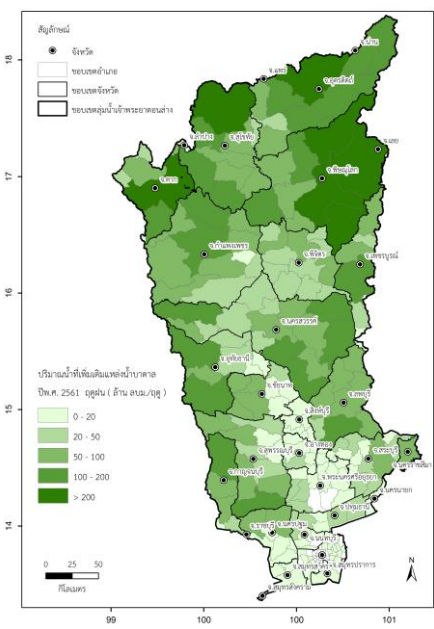 สัญลักษณ์
จังหวัด
ขอบเขตอำเภอ
ขอบเขตจังหวัด
ขอบเขตลุ่มน้ำเจ้าพระยาตอนล่าง
18
17
16
15
14
จ.น่าน
จ.แพร่
จ.อุตรดิตถ์
จ.ลำปาง
จ.สุโขทัย
จ.เลย
จ.ตาก
จ.พิษณุโลก
จ.กำแพงเพชร
จ.พิจิตร
จ.เพชรบูรณ์
จ.นครสวรรค์
จ.อุทัยธานี
จ.ชัยนาท
จ.ลพบุรี
จ.สิงห์บุรี
จ.อ่างทอง
จ.สุพรรณบุรี
จ.สระบุรี
จ.นครราชสีมา
จ.กาญจนบุรี
จ.พระนครศรีอยุธยา
จ.นครนายก
จ.ปทุมธานี
จ.ราชบุรี
จ.นครปฐม
จ.นนทบุรี
จ.สมุทรสาคร
จ.สมุทรปราการ
จ.สมุทรสงคราม
ปริมาณน้ำที่เพิ่มเติมแหล่งน้ำบาดาล
ปีพ.ศ. 2561 ฤดูฝน ( ล้าน ลบม./ฤดู )
0 - 20
20 - 50
50 - 100
100 - 200
> 200
0 25 50
กิโลเมตร
N
99 100 100 101